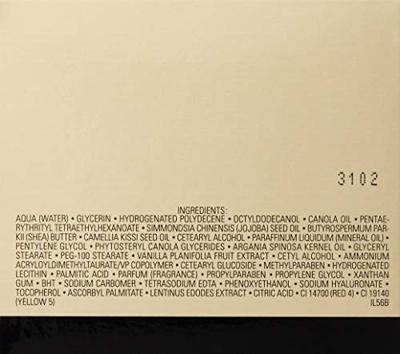 3102
INGREDIENTS:
AQUA (WATER) • GLYCERIN • HYDROGENATED POLYDECENE • OCTYLDODECANOL • CANOLA OIL • PENTAE-
RYTHRITYL TETRAETHYLHEXANOATE • SIMMONDSIA CHINENSIS (JOJOBA) SEED OIL • BUTYROSPERMUM PAR-
KII (SHEA) BUTTER • CAMELLIA KISSI SEED OIL • CETEARYL ALCOHOL • PARAFFINUM LIQUIDUM (MINERAL OIL) •
PENTYLENE GLYCOL • PHYTOSTERYL CANOLA GLYCERIDES • ARGANIA SPINOSA KERNEL OIL • GLYCERYL
STEARATE • PEG-100 STEARATE • VANILLA PLANIFOLIA FRUIT EXTRACT • CETYL ALCOHOL • AMMONIUM
ACRYLOYLDIMETHYLTAURATE/VP COPOLYMER • CETEARYL GLUCOSIDE • METHYLPARABEN • HYDROGENATED
LECITHIN • PALMITIC ACID • PARFUM (FRAGRANCE) • PROPYLPARABEN • PROPYLENE GLYCOL • XANTHAN
GUM • BHT • SODIUM CARBOMER • TETRASODIUM EDTA • PHENOXYETHANOL • SODIUM HYALURONATE •
TOCOPHEROL • ASCORBYL PALMITATE • LENTINUS EDODES EXTRACT • CITRIC ACID • CI 14700 (RED 4) • CI 19140
(YELLOW 5) IL56B